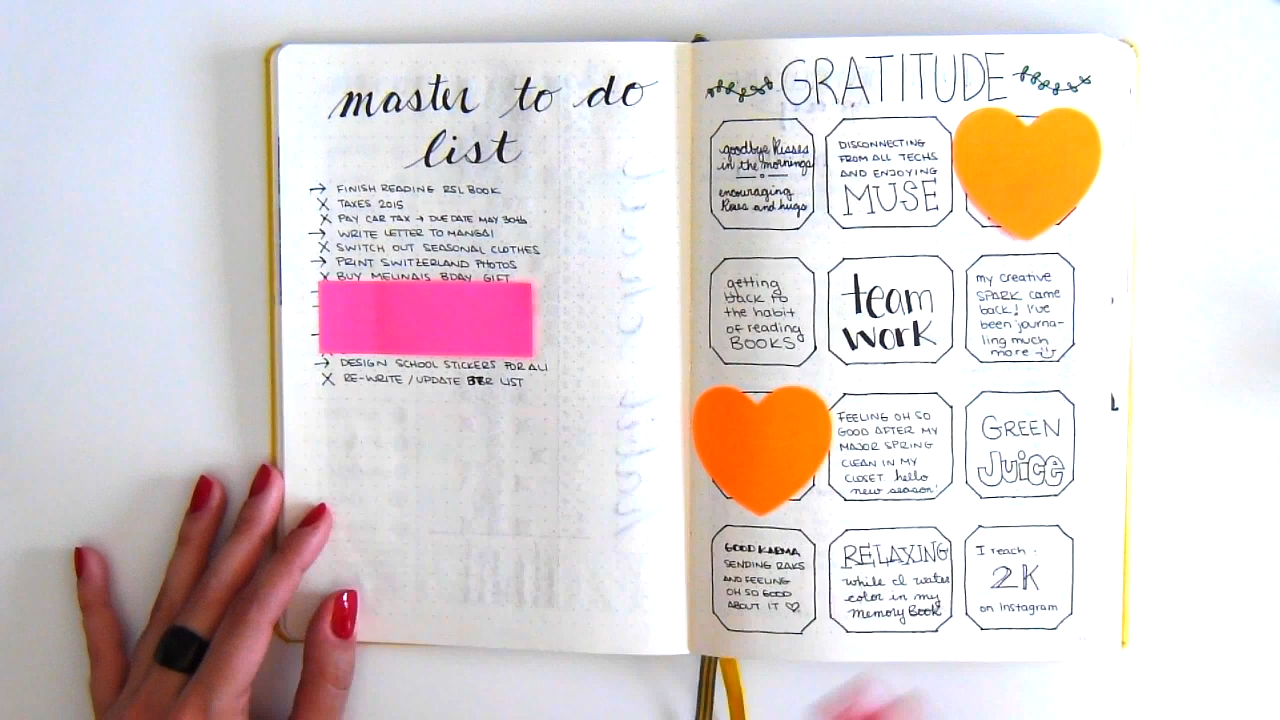 master to do
list
→ FINISH READING RSL BOOK
X TAXES 2015
X PAY CAR TAX → DUE DATE MAY 30th
→ WRITE LETTER TO MANGAI
X SWITCH OUT SEASONAL CLOTHES
→ PRINT SWITZERLAND PHOTOS
X BUY MELINAIS BDAY GIFT
→ DESIGN SCHOOL STICKERS FOR ALI
X RE-WRITE / UPDATE LIST
GRATITUDE
goodbye kisses
in the mornings
encouraging
kisses and hugs
DISCONNECTING
FROM ALL TECHS
AND ENJOYING
MUSE
getting
back to
the habit
of reading
BOOKS
team
work
my creative
SPARK came
back! I've
been journa-
ling much
more
FEELING OH SO
GOOD AFTER MY
MAJOR SPRING
CLEAN IN MY
CLOSET. hello
new season!
GREEN
Juice
GOOD KARMA
SENDING RAKS
AND FEELING
OH SO GOOD
ABOUT IT ♡
RELAXING
while I water
color in my
memory Book
I reach
2K
on Instagram